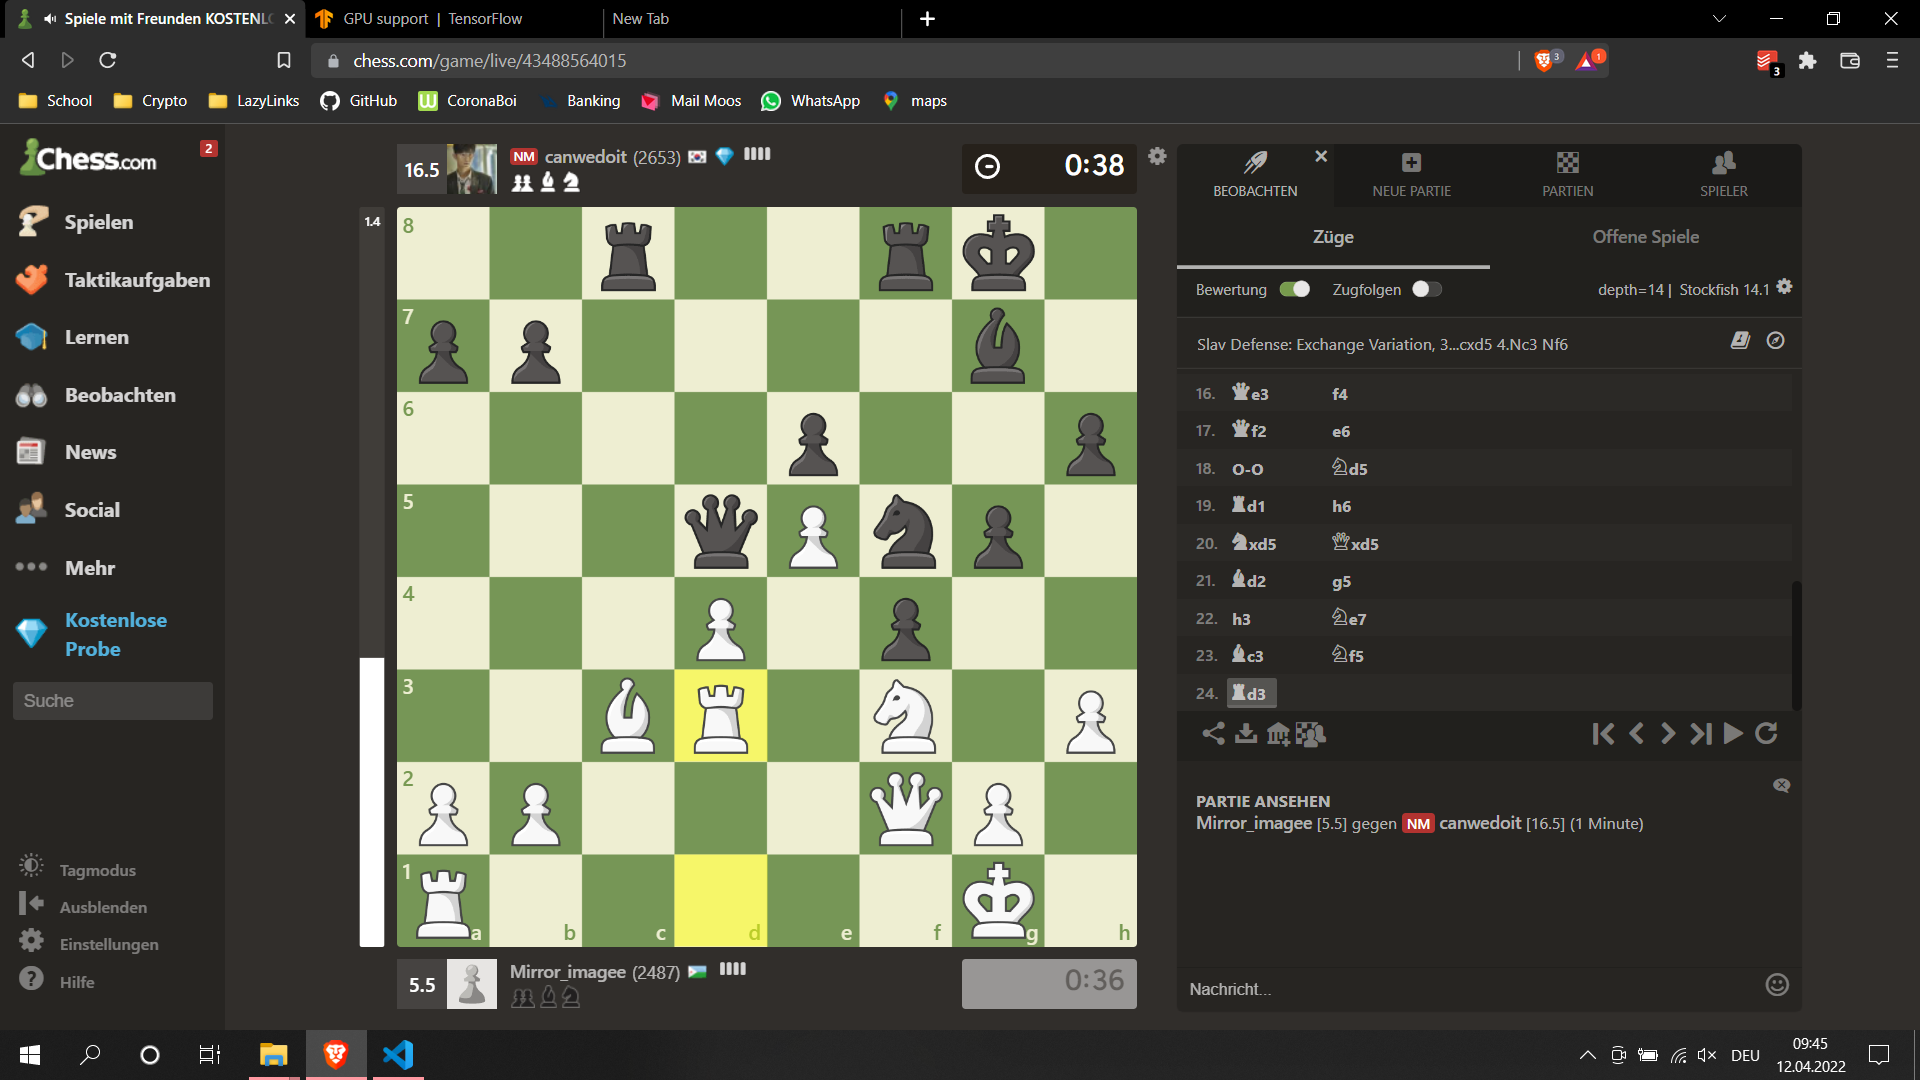 Spiele mit Freunden KOSTENLO
GPU support | TensorFlow
New Tab
chess.com/game/live/43488564015
3
1
3
School
Crypto
LazyLinks
GitHub
CoronaBoi
Banking
Mail Moos
WhatsApp
maps
Chess.com
2
Spielen
Taktikaufgaben
Lernen
Beobachten
News
Social
Mehr
Kostenlose
Probe
Suche
Tagmodus
Ausblenden
Einstellungen
Hilfe
16.5
NM canwedoit (2653)
0:38
1.4
8
7
6
5
4
3
2
1
a b c d e f g h
5.5
Mirror_imagee (2487)
0:36
BEOBACHTEN
NEUE PARTIE
PARTIEN
SPIELER
Züge
Offene Spiele
Bewertung
Zugfolgen
depth=14 | Stockfish 14.1
Slav Defense: Exchange Variation, 3...cxd5 4.Nc3 Nf6
16. ♛e3 f4
17. ♛f2 e6
18. O-O ♘d5
19. ♜d1 h6
20. ♞xd5 ♕xd5
21. ♝d2 g5
22. h3 ♘e7
23. ♝c3 ♘f5
24. ♜d3
PARTIE ANSEHEN
Mirror_imagee [5.5] gegen NM canwedoit [16.5] (1 Minute)
Nachricht...
DEU
09:45
12.04.2022